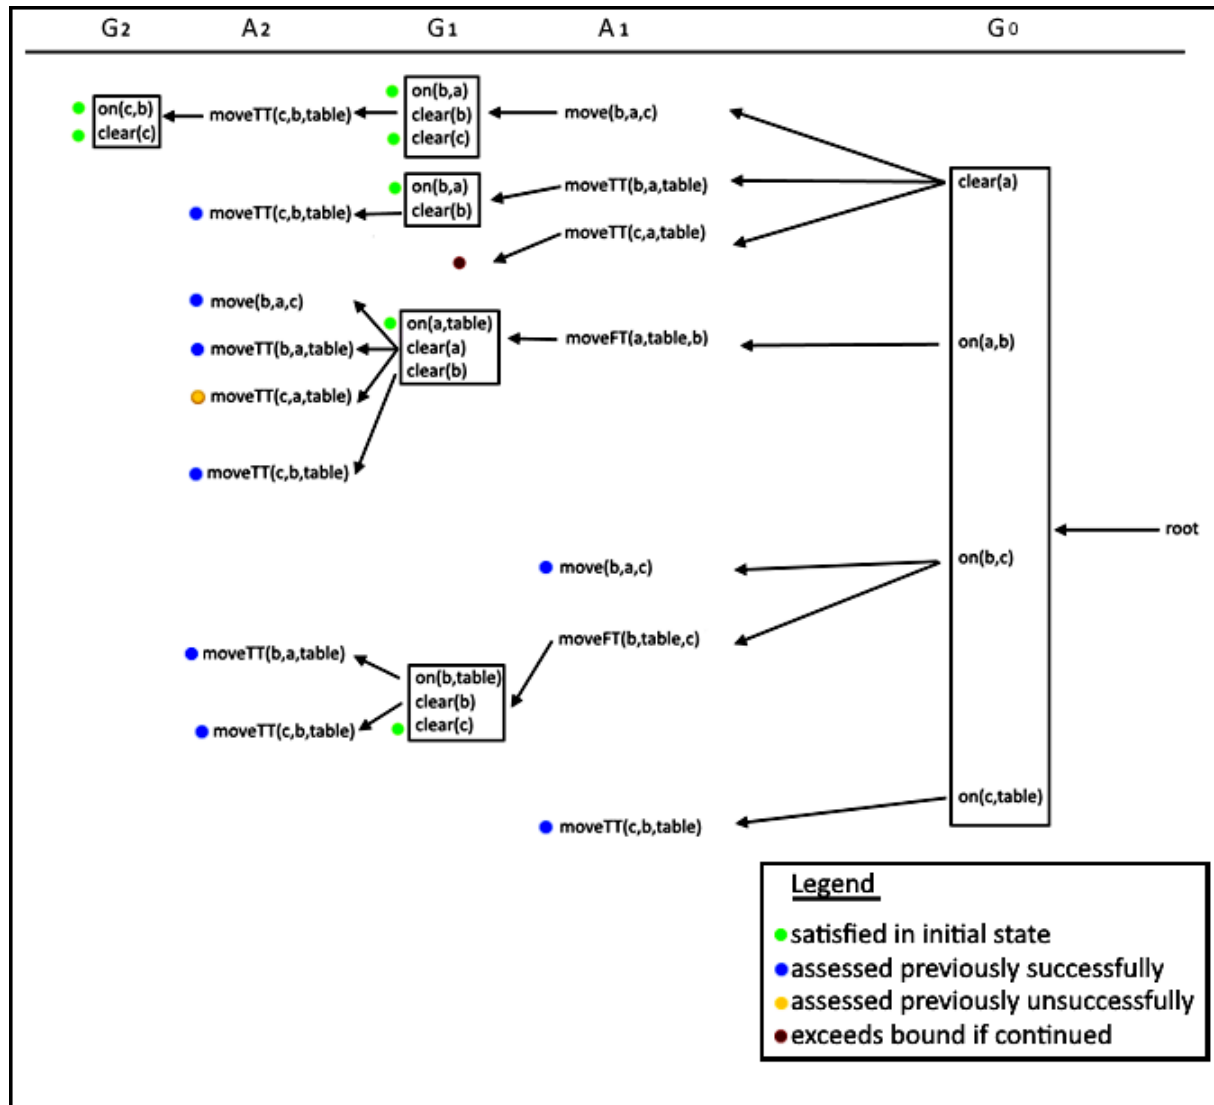 G2 A2 G1 A1 G0
on(c,b)
clear(c)
moveTT(c,b,table)
on(b,a)
clear(b)
clear(c)
move(b,a,c)
moveTT(c,b,table)
on(b,a)
clear(b)
moveTT(b,a,table)
moveTT(c,a,table)
clear(a)
move(b,a,c)
moveTT(b,a,table)
moveTT(c,a,table)
moveTT(c,b,table)
on(a,table)
clear(a)
clear(b)
moveFT(a,table,b)
on(a,b)
root
move(b,a,c)
on(b,c)
moveFT(b,table,c)
moveTT(b,a,table)
moveTT(c,b,table)
on(b,table)
clear(b)
clear(c)
moveTT(c,b,table)
on(c,table)
Legend
satisfied in initial state
assessed previously successfully
assessed previously unsuccessfully
exceeds bound if continued